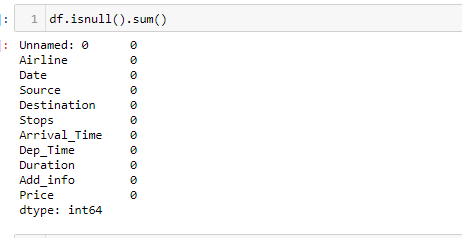 1 df.isnull().sum()
Unnamed: 0 0
Airline 0
Date 0
Source 0
Destination 0
Stops 0
Arrival_Time 0
Dep_Time 0
Duration 0
Add_info 0
Price 0
dtype: int64